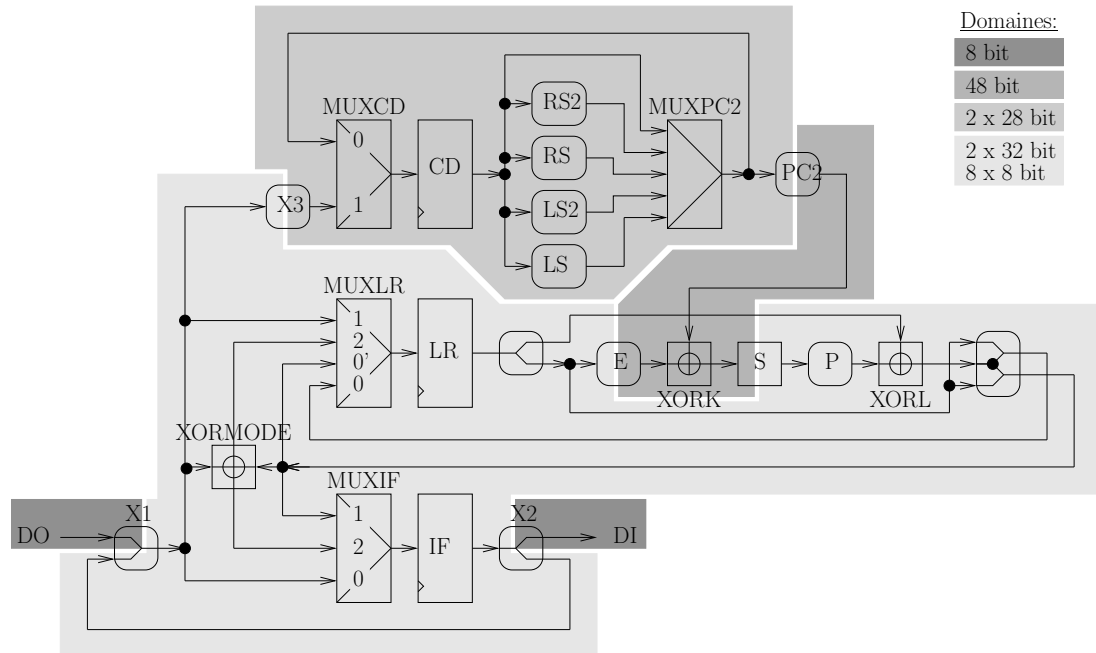 Domaines:
8 bit
48 bit
2 x 28 bit
2 x 32 bit
8 x 8 bit
MUXCD
0
1
CD
RS2
RS
LS2
LS
MUXPC2
PC2
X3
MUXLR
1
2
0'
0
LR
E
XORK
S
P
XORL
XORMODE
MUXIF
1
2
0
IF
DO
X1
X2
DI